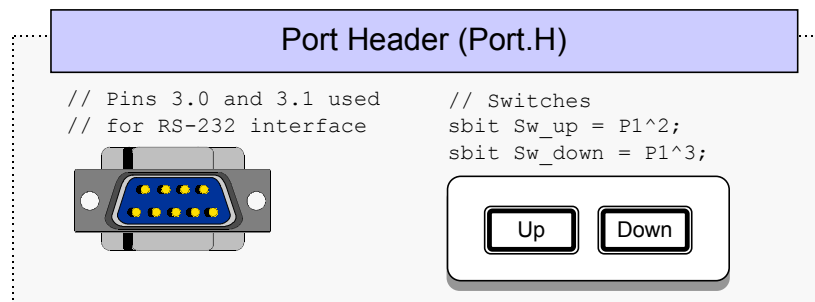 Port Header (Port.H)
// Pins 3.0 and 3.1 used
// for RS-232 interface
// Switches
sbit Sw_up = P1^2;
sbit Sw_down = P1^3;
Up
Down